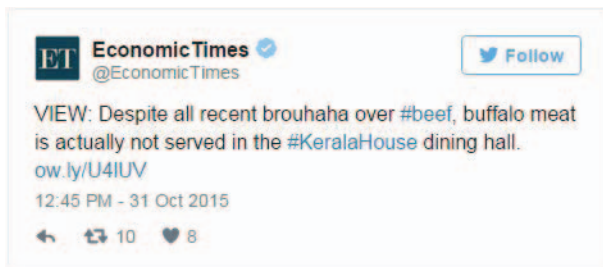 ET
EconomicTimes
@EconomicTimes
Follow
VIEW: Despite all recent brouhaha over #beef, buffalo meat
is actually not served in the #KeralaHouse dining hall.
ow.ly/U4IUV
12:45 PM - 31 Oct 2015
10 8